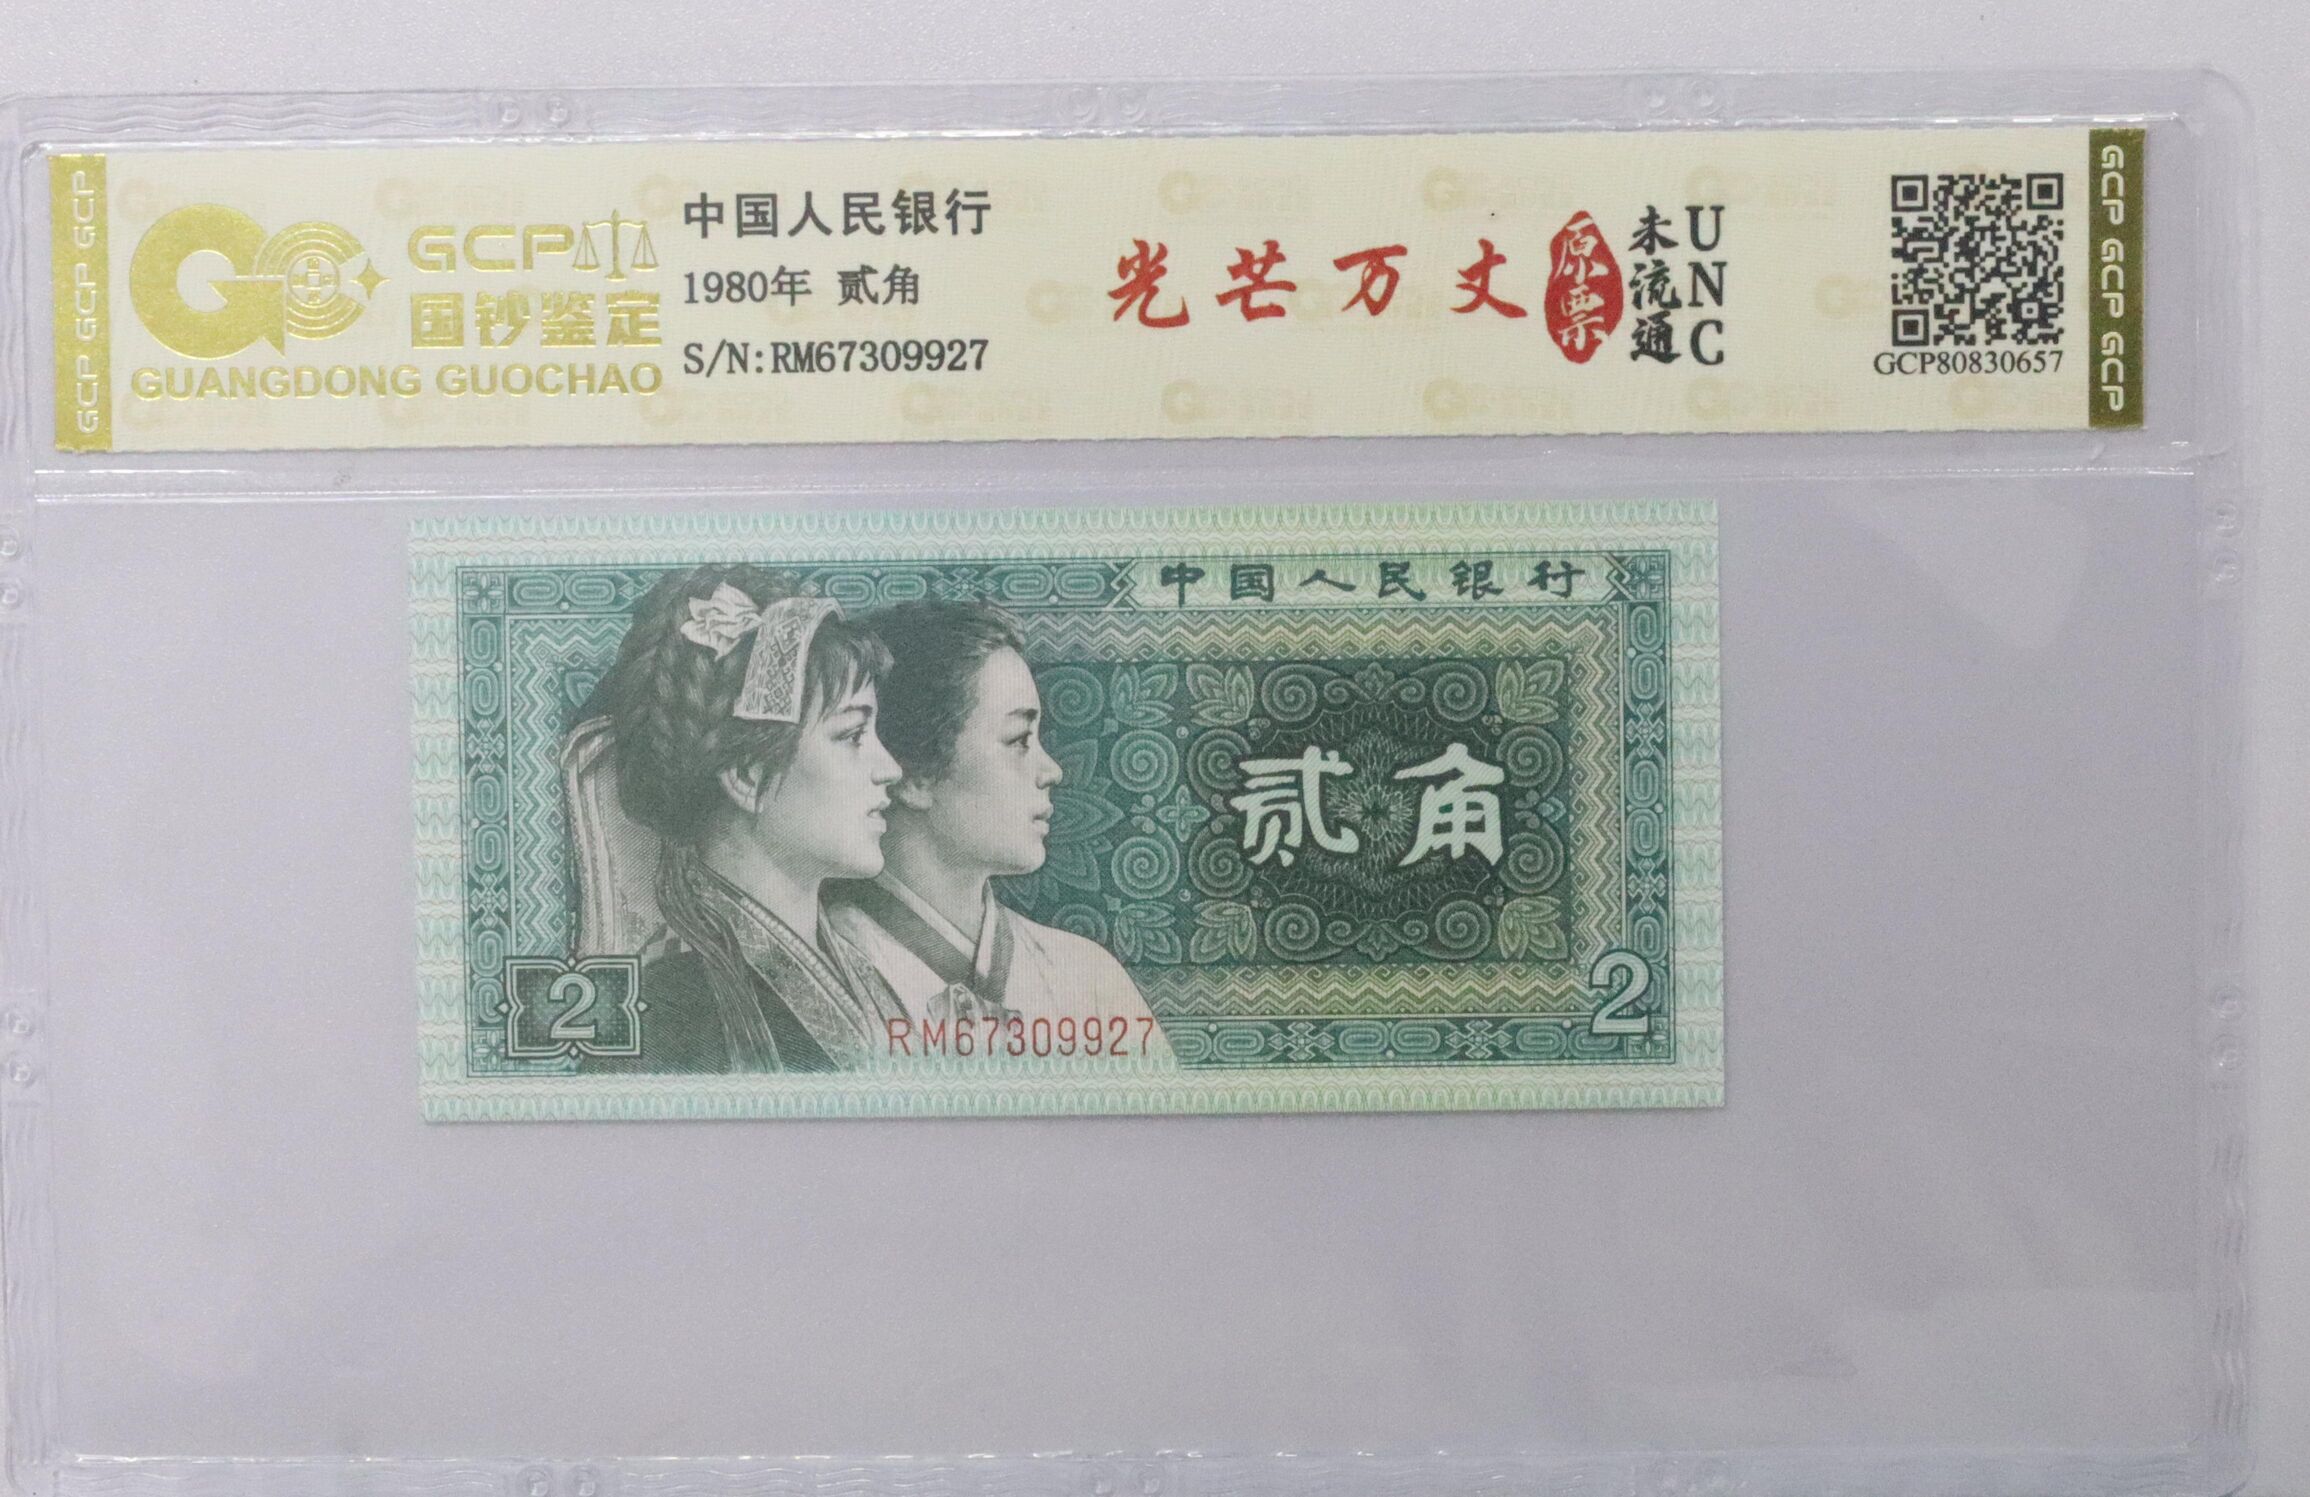 GCP GCP GCP
GCP
国钞鉴定
GUANGDONG GUOCHAO
中国人民银行
1980年 贰角
S/N:RM67309927
光芒万丈
原票
未流通
UNC
GCP80830657
GCP GCP GCP
中国人民银行
贰角
2
2
RM67309927